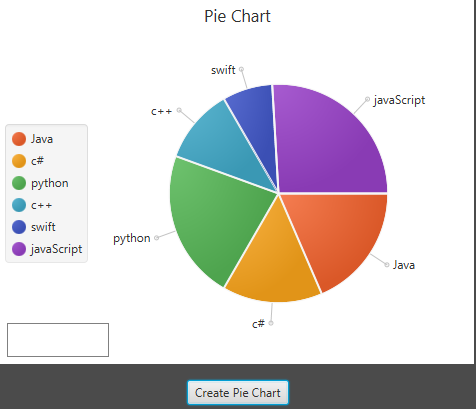 Pie Chart
swift
javaScript
c++
Java
c#
python
c++
swift
javaScript
python
Java
c#
Create Pie Chart